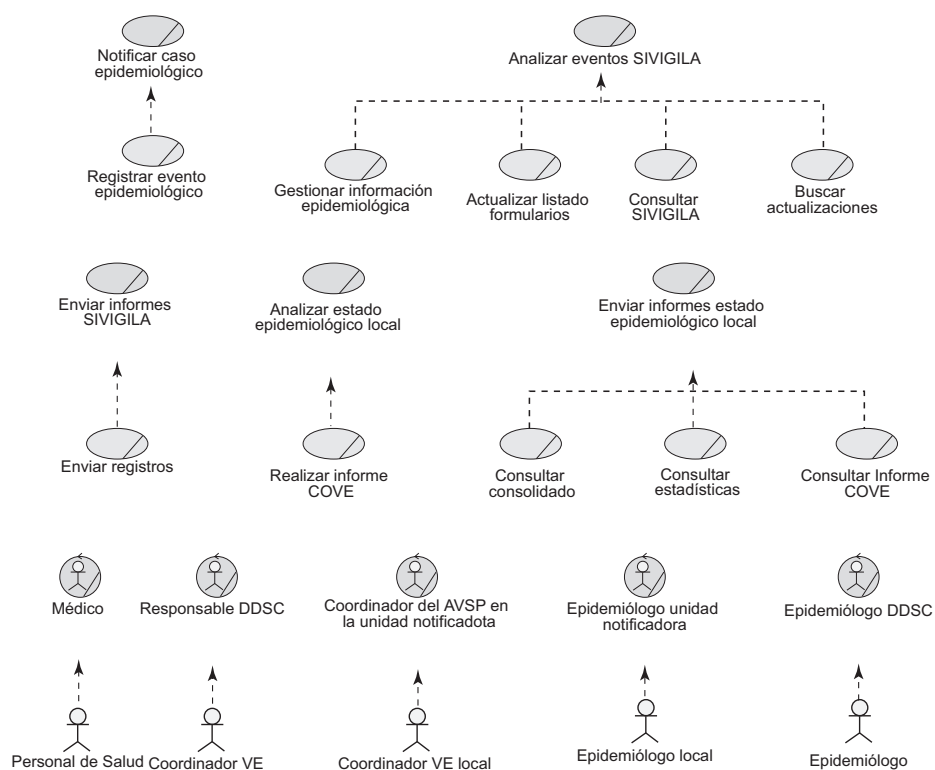 Notificar caso
epidemiológico
Analizar eventos SIVIGILA
Registrar evento
epidemiológico
Gestionar información
epidemiológica
Actualizar listado
formularios
Consultar
SIVIGILA
Buscar
actualizaciones
Enviar informes
SIVIGILA
Analizar estado
epidemiológico local
Enviar informes estado
epidemiológico local
Enviar registros
Realizar informe
COVE
Consultar
consolidado
Consultar
estadísticas
Consultar Informe
COVE
Médico
Responsable DDSC
Coordinador del AVSP en
la unidad notificadota
Epidemiólogo unidad
notificadora
Epidemiólogo DDSC
Personal de Salud
Coordinador VE
Coordinador VE local
Epidemiólogo local
Epidemiólogo